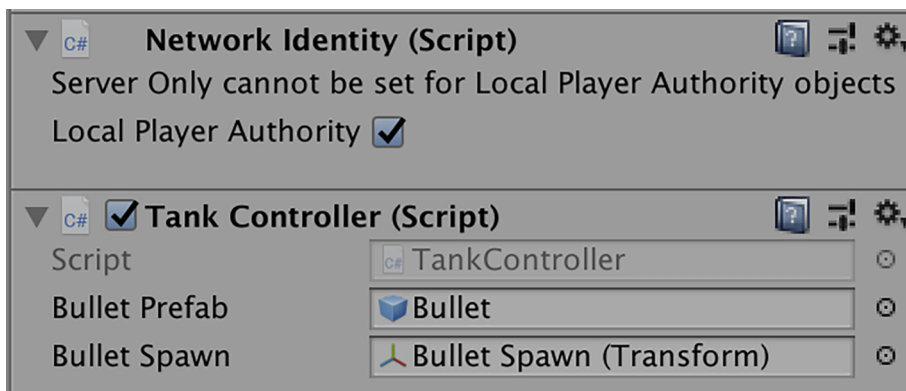 C# Network Identity (Script)
Server Only cannot be set for Local Player Authority objects
Local Player Authority
C# Tank Controller (Script)
Script C# TankController
Bullet Prefab Bullet
Bullet Spawn Bullet Spawn (Transform)